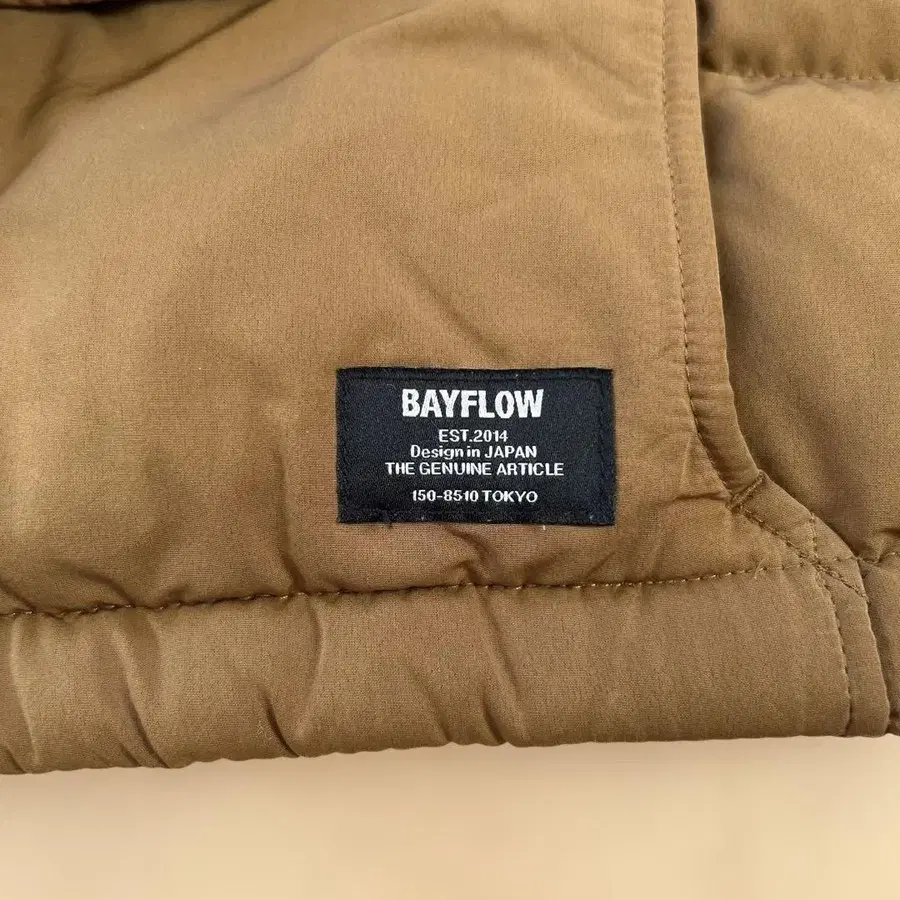 BAYFLOW
EST.2014
Design in JAPAN
THE GENUINE ARTICLE
150-8510 TOKYO